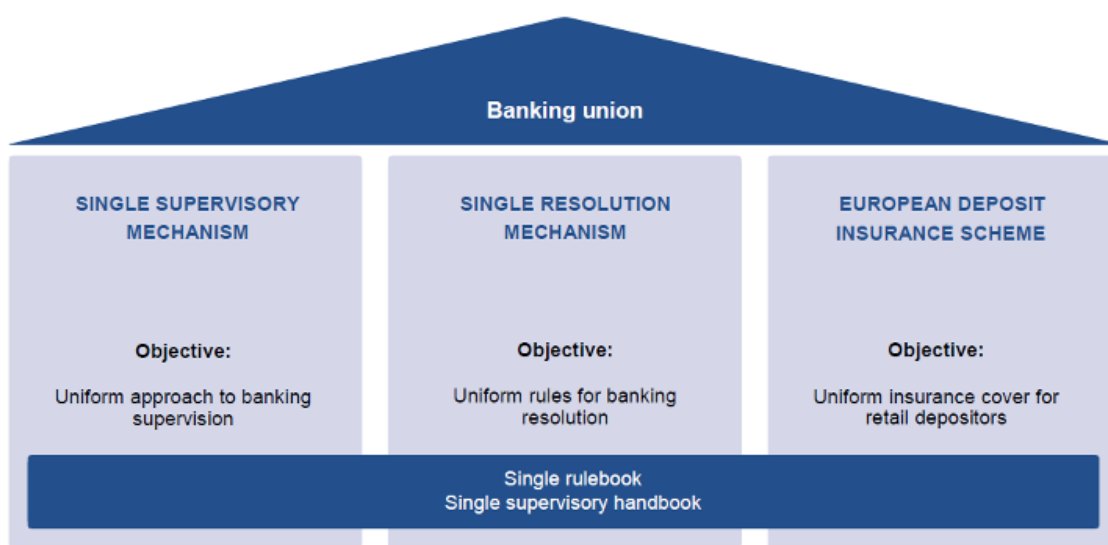 Banking union
SINGLE SUPERVISORY
MECHANISM
Objective:
Uniform approach to banking
supervision
SINGLE RESOLUTION
MECHANISM
Objective:
Uniform rules for banking
resolution
EUROPEAN DEPOSIT
INSURANCE SCHEME
Objective:
Uniform insurance cover for
retail depositors
Single rulebook
Single supervisory handbook